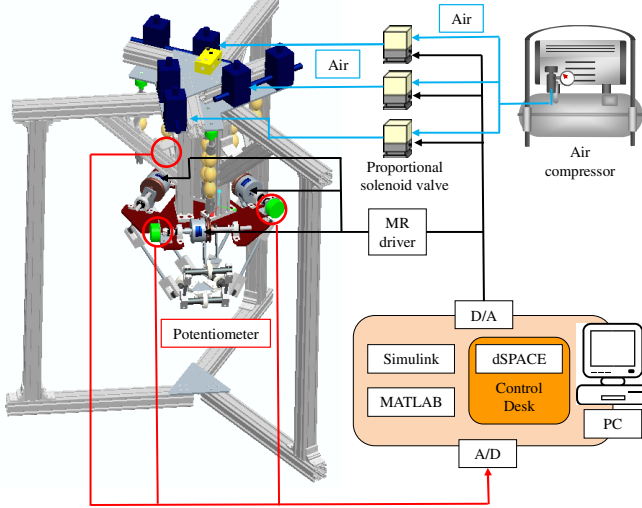 Air
Air
Proportional
solenoid valve
Air
compressor
MR
driver
Potentiometer
D/A
Simulink
dSPACE
Control
Desk
MATLAB
PC
A/D